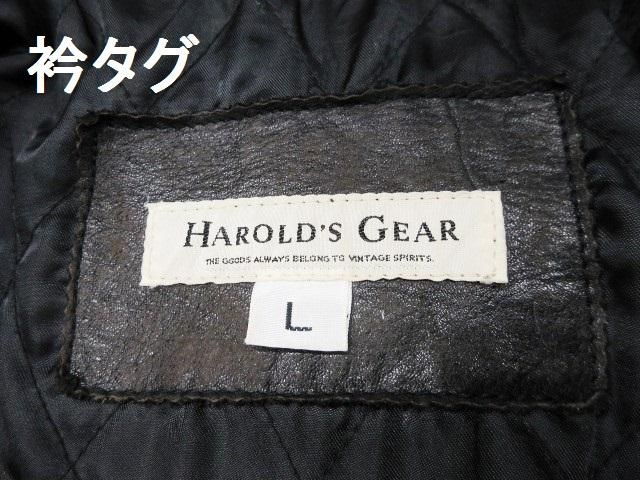 衿タグ
HAROLD'S GEAR
THE GOODS ALWAYS BELONG TO VINTAGE SPIRITS.
L